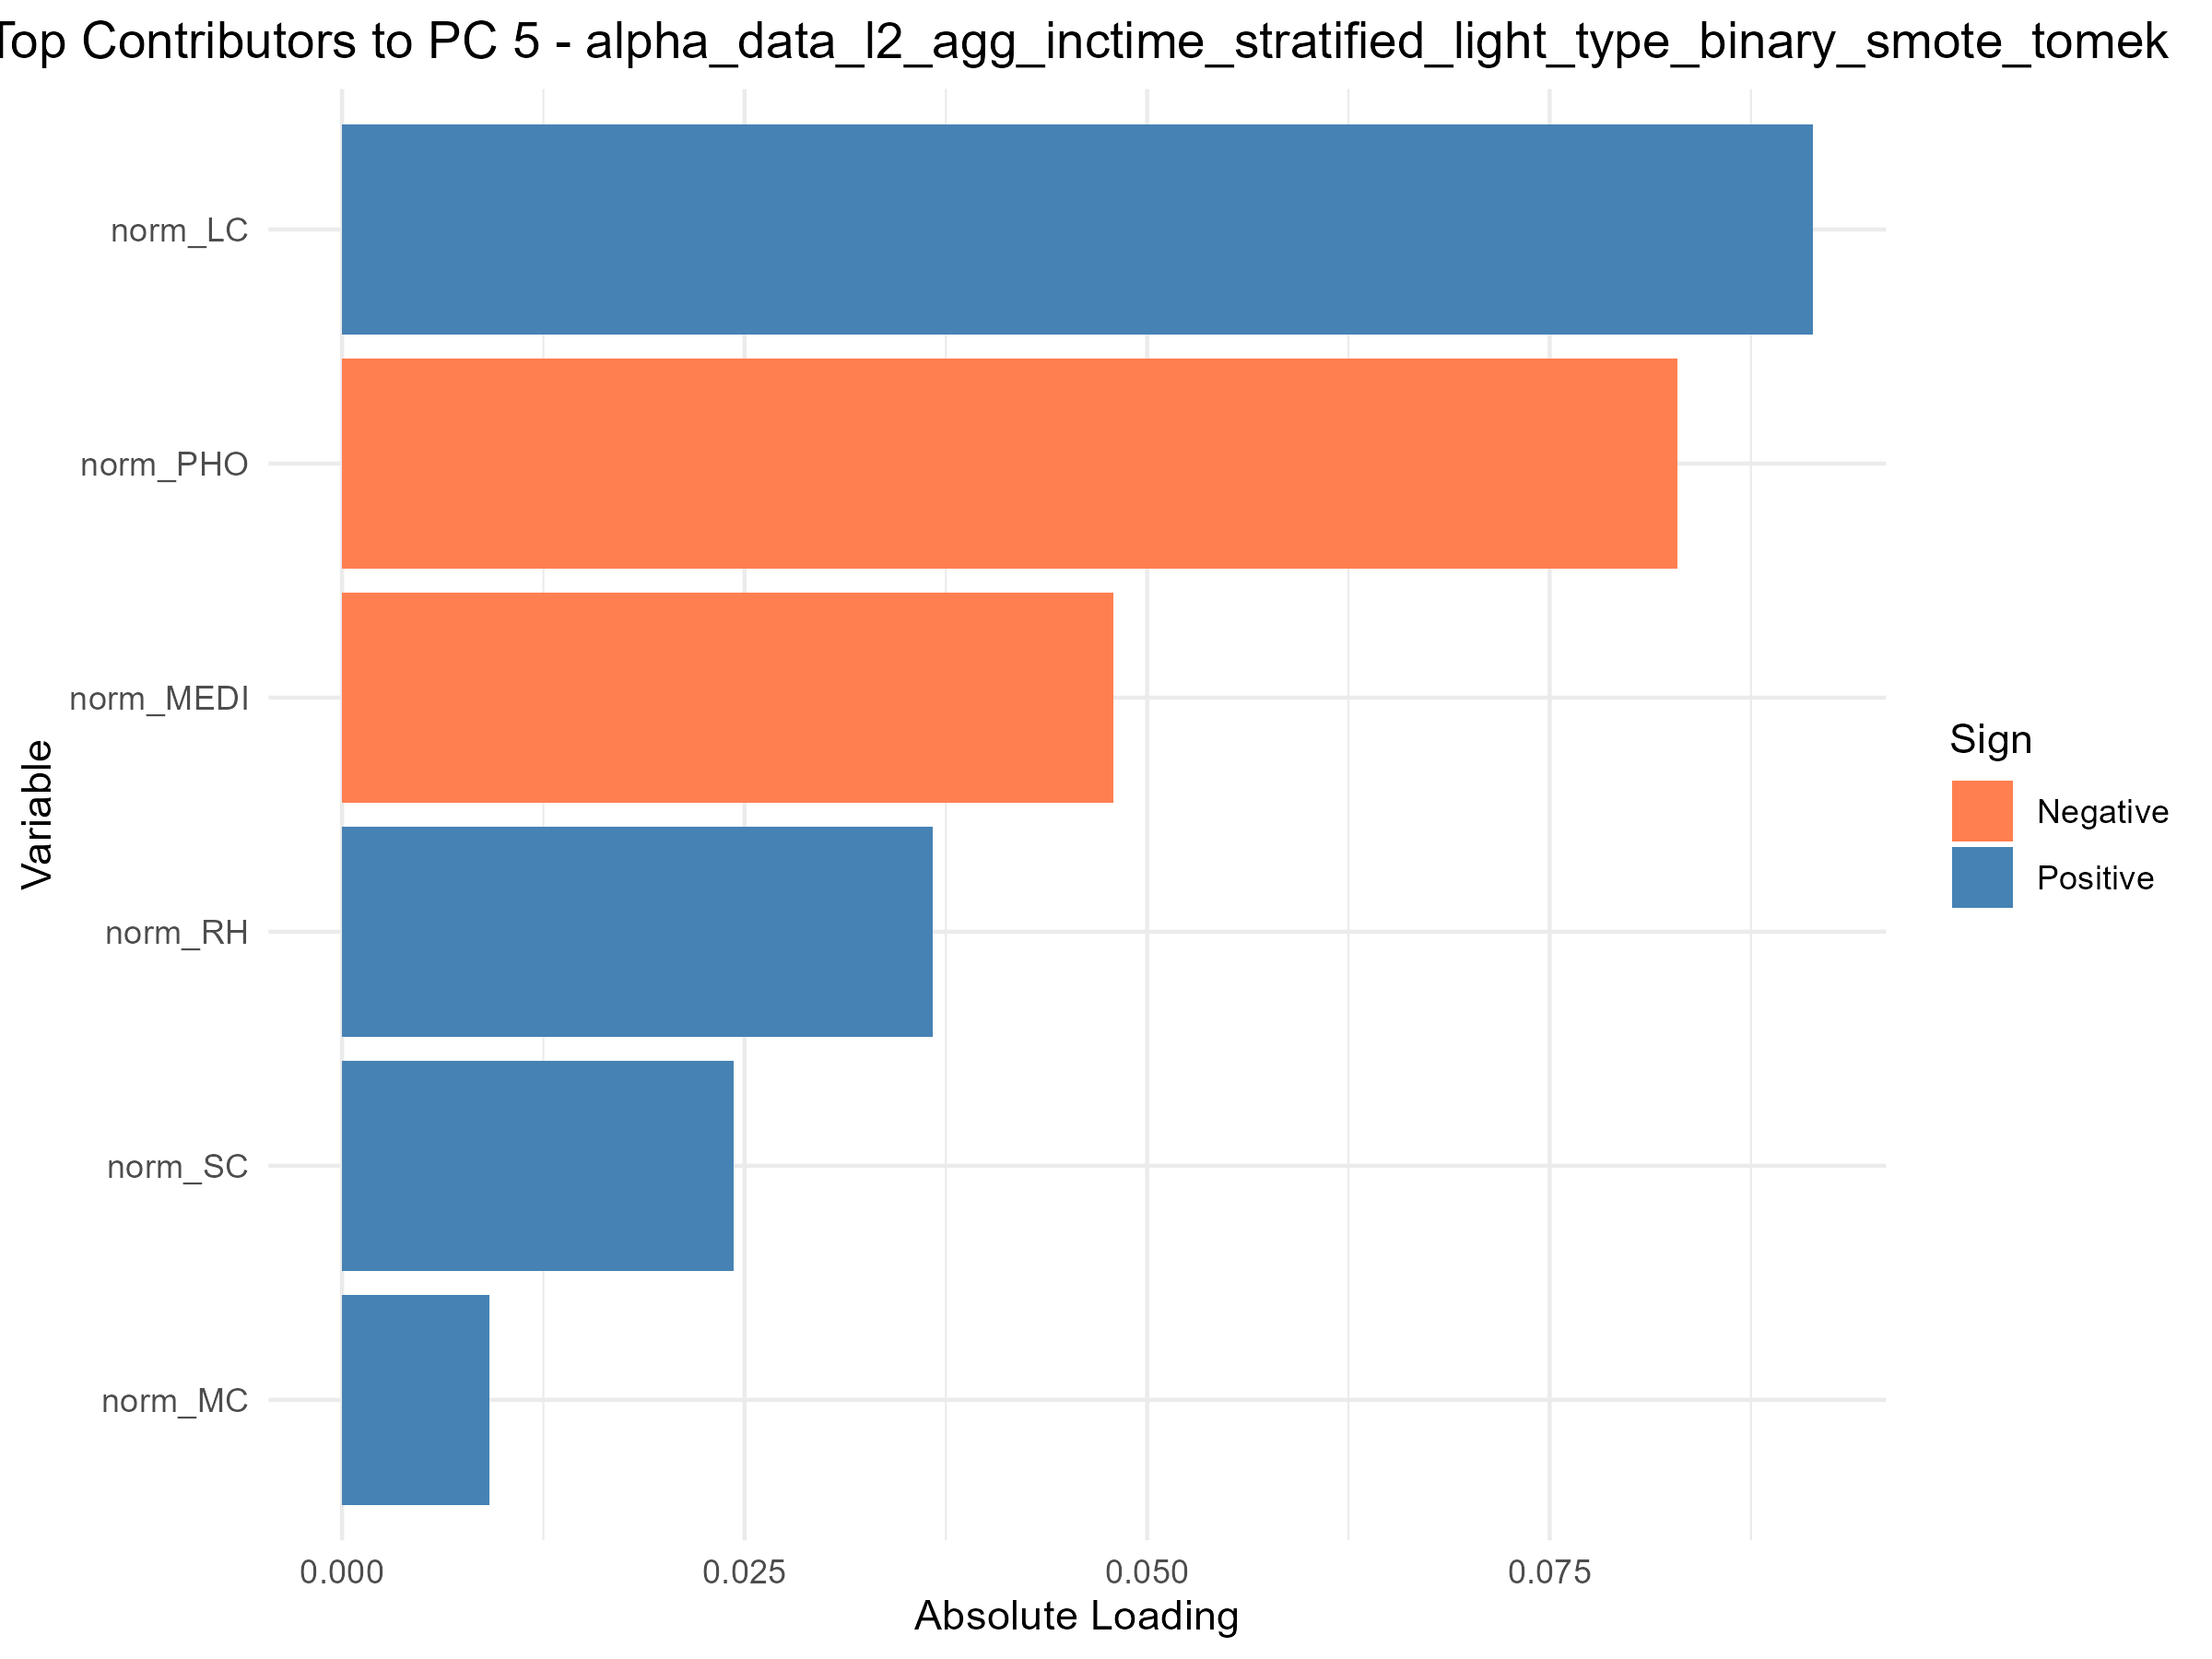 Top Contributors to PC 5 - alpha_data_l2_agg_inctime_stratified_light_type_binary_smote_tomek
norm_LC
norm_PHO
norm_MEDI
norm_RH
norm_SC
norm_MC
Variable
0.000 0.025 0.050 0.075
Absolute Loading
Sign
Negative
Positive